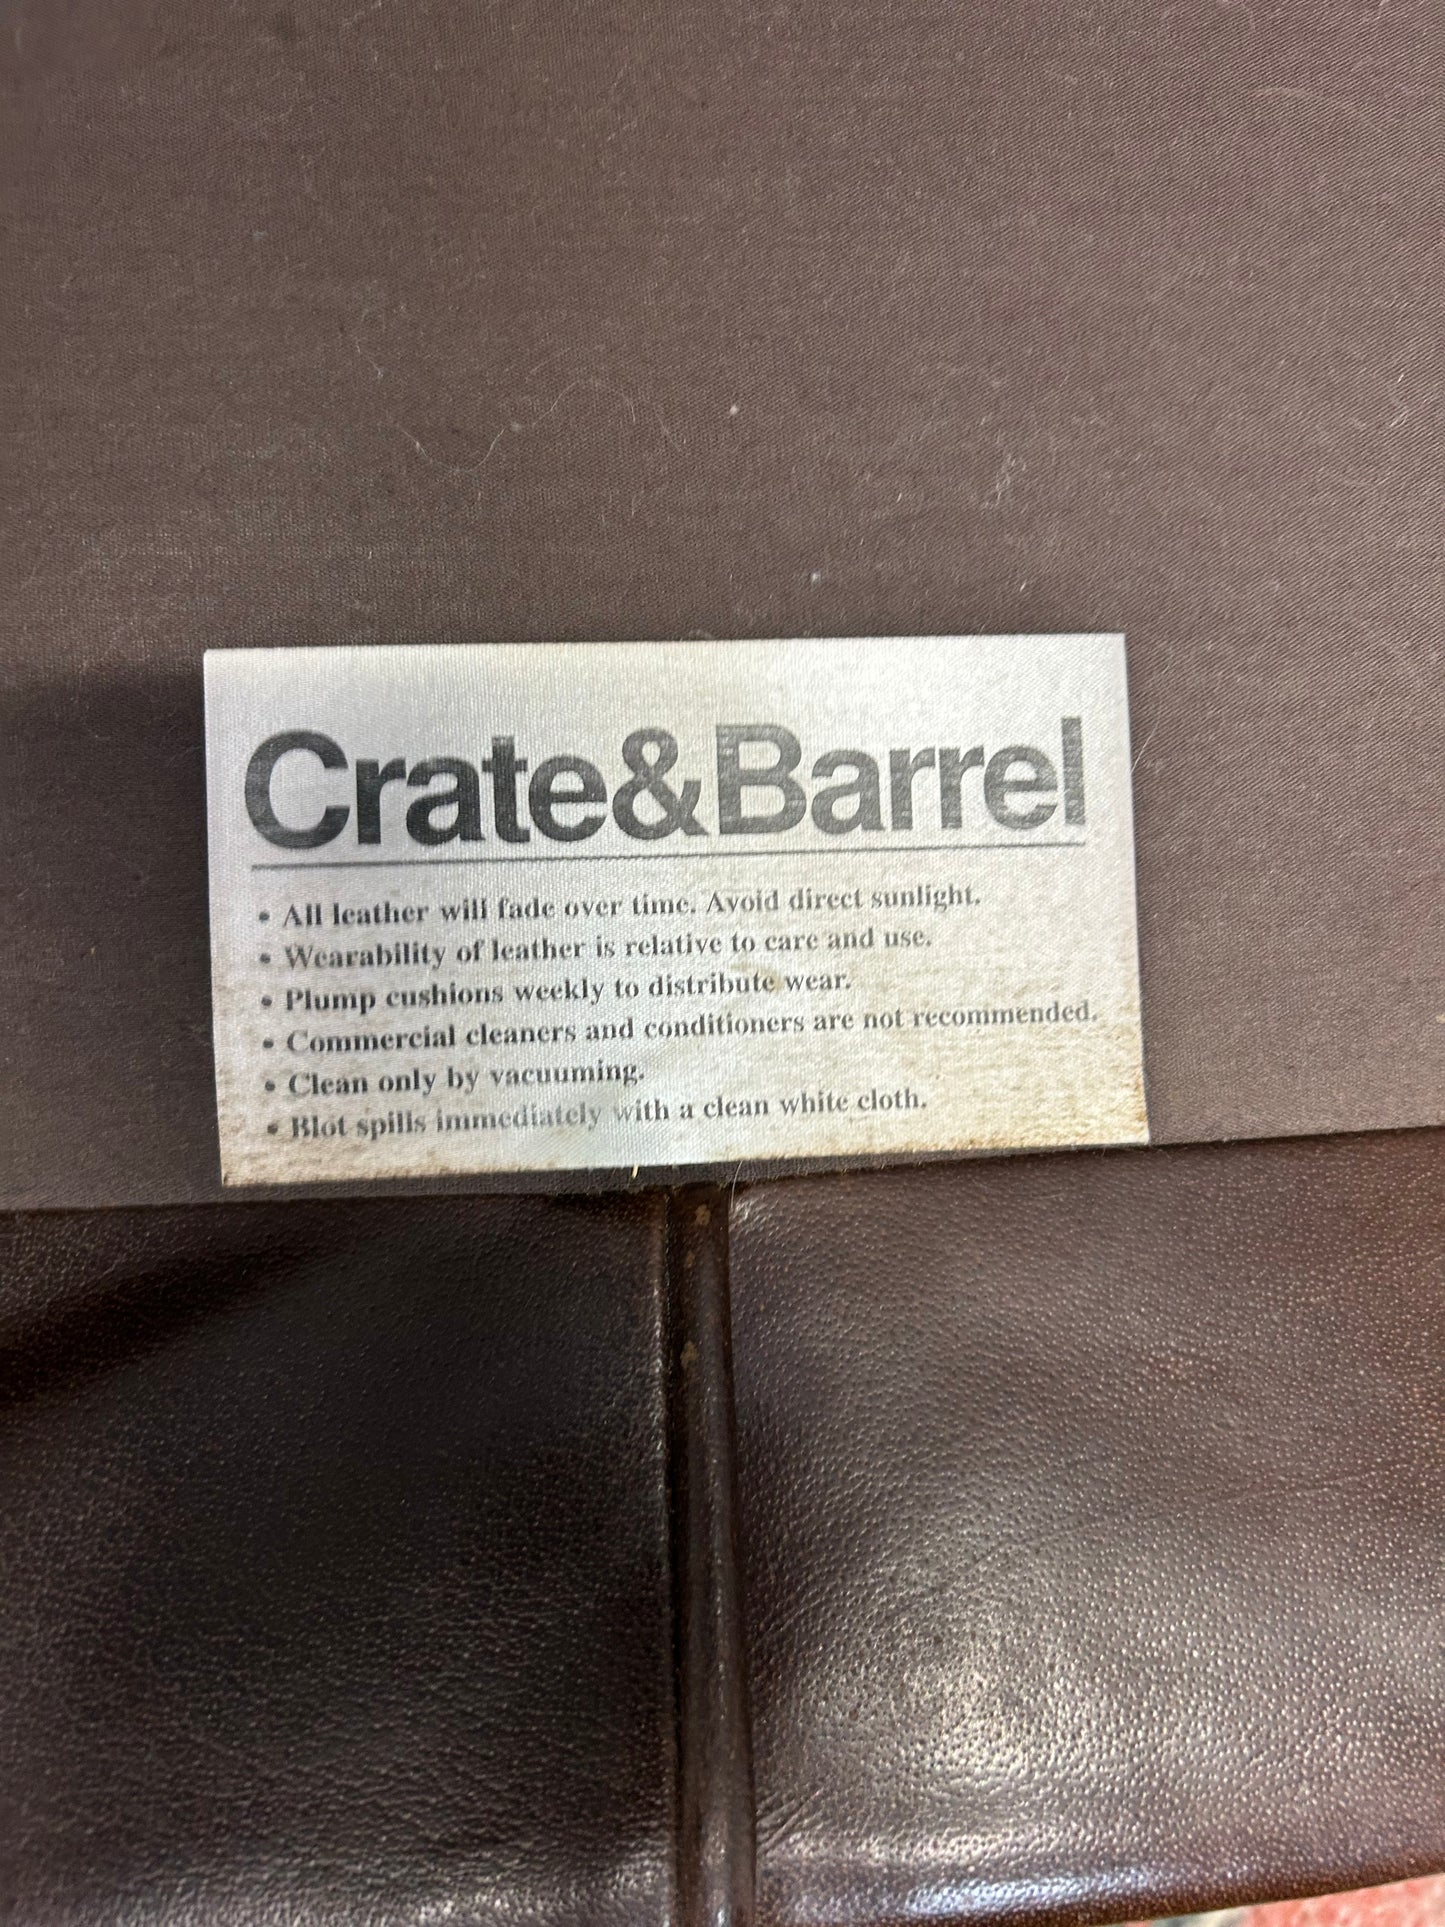 Crate&Barrel
• All leather will fade over time. Avoid direct sunlight.
• Wearability of leather is relative to care and use.
• Plump cushions weekly to distribute wear.
• Commercial cleaners and conditioners are not recommended.
• Clean only by vacuuming.
• Blot spills immediately with a clean white cloth.